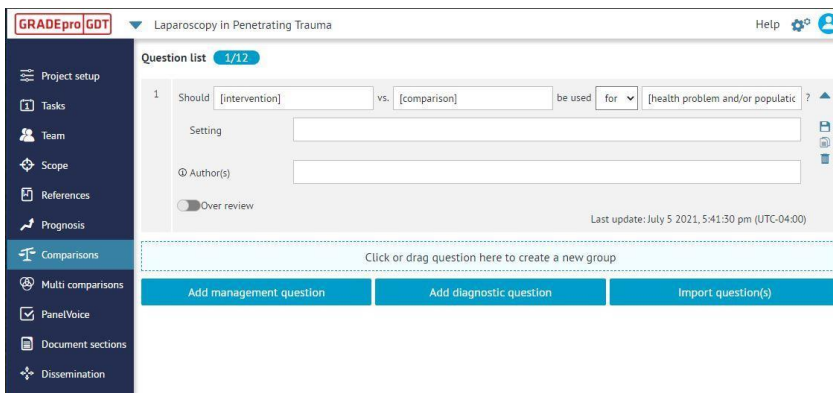 GRADEpro GDT Laparoscopy in Penetrating Trauma Help
Question list 1/12
Project setup
Tasks
Team
Scope
References
Prognosis
Comparisons
Multi comparisons
PanelVoice
Document sections
Dissemination
1 Should [intervention] vs. [comparison] be used for [health problem and/or populatic ?
Setting
Author(s)
Over review
Last update: July 5 2021, 5:41:30 pm (UTC-04:00)
Click or drag question here to create a new group
Add management question Add diagnostic question Import question(s)